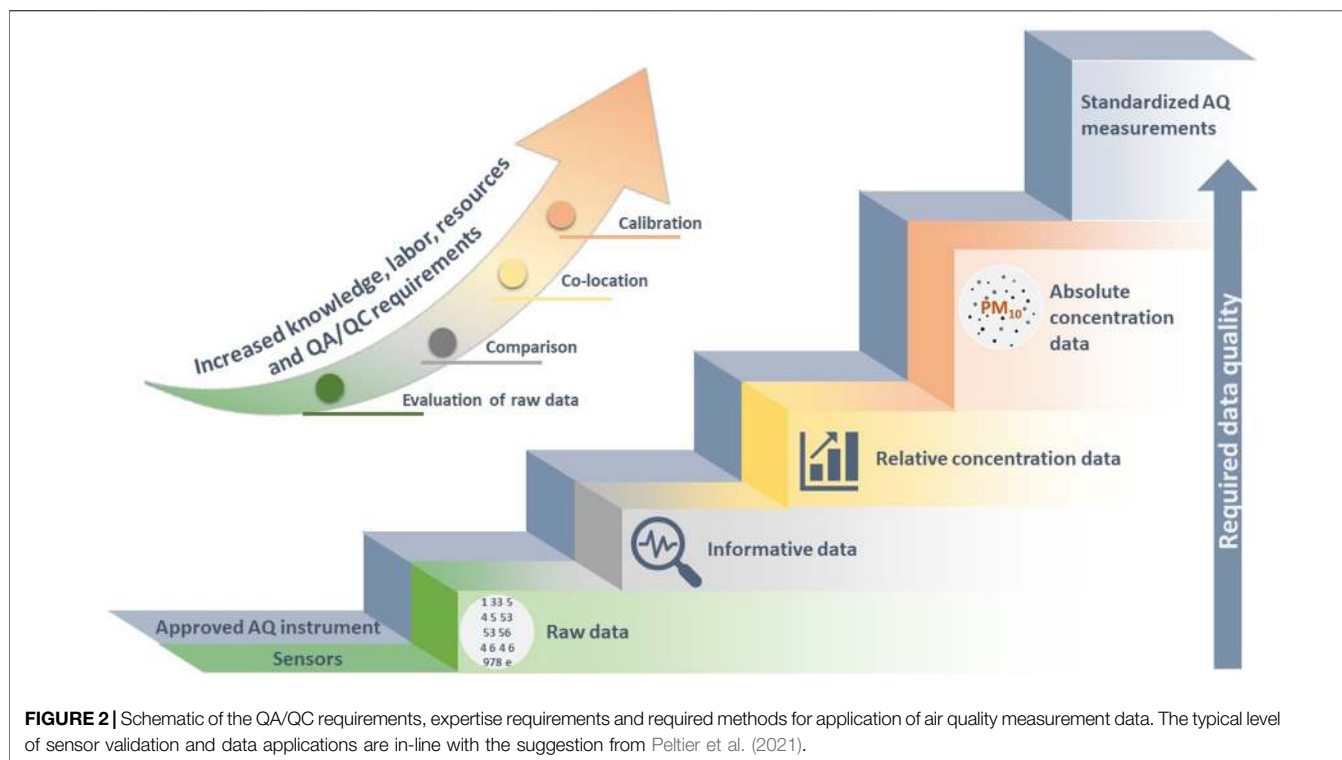 Increased knowledge, labor, resources
and QA/QC requirements
Calibration
Co-location
Comparison
Evaluation of raw data
Standardized AQ
measurements
PM10
Absolute
concentration
data
Relative concentration data
Informative data
1 33 5
4 5 53
53 56
4 6 4 6
978 e
Raw data
Approved AQ instrument
Sensors
Required data quality
FIGURE 2 | Schematic of the QA/QC requirements, expertise requirements and required methods for application of air quality measurement data. The typical level
of sensor validation and data applications are in-line with the suggestion from Peltier et al. (2021).